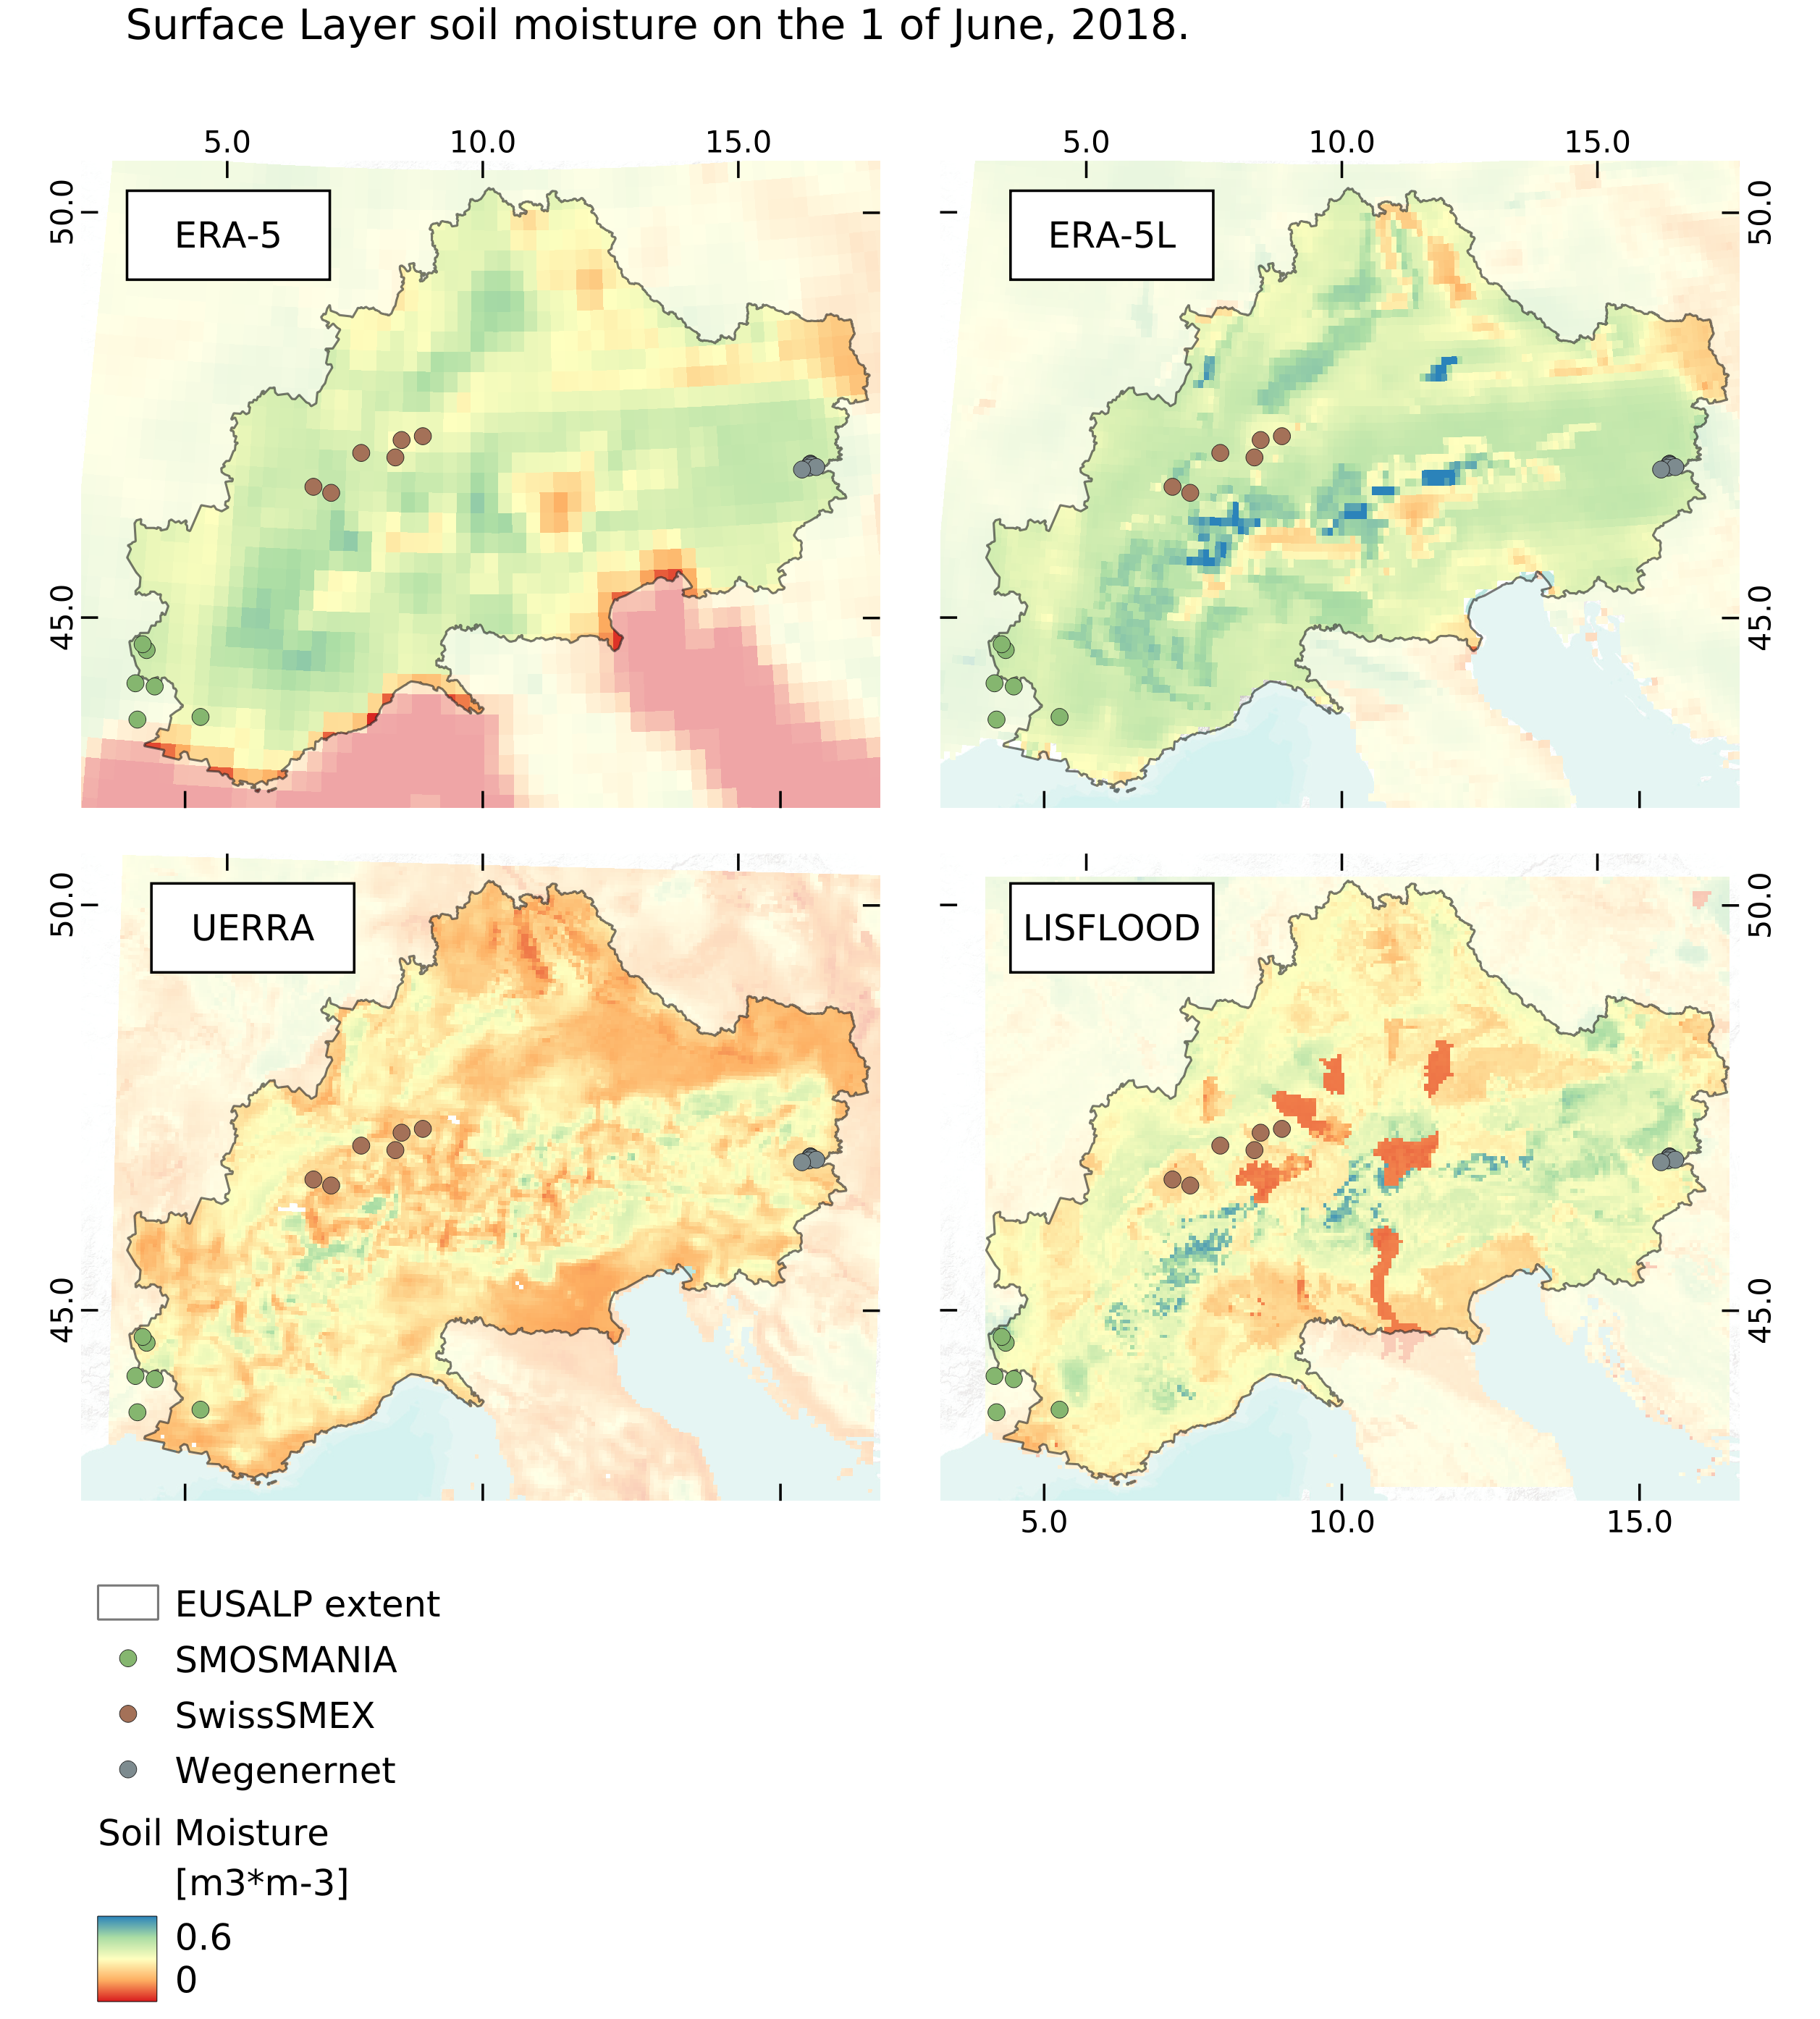 Surface Layer soil moisture on the 1 of June, 2018.
5.0 10.0 15.0 5.0 10.0 15.0
50.0 ERA-5 ERA-5L 50.0
45.0 45.0
50.0 UERRA LISFLOOD 50.0
45.0 45.0
5.0 10.0 15.0
EUSALP extent
SMOSMANIA
SwissSMEX
Wegenernet
Soil Moisture
[m3*m-3]
0.6
0